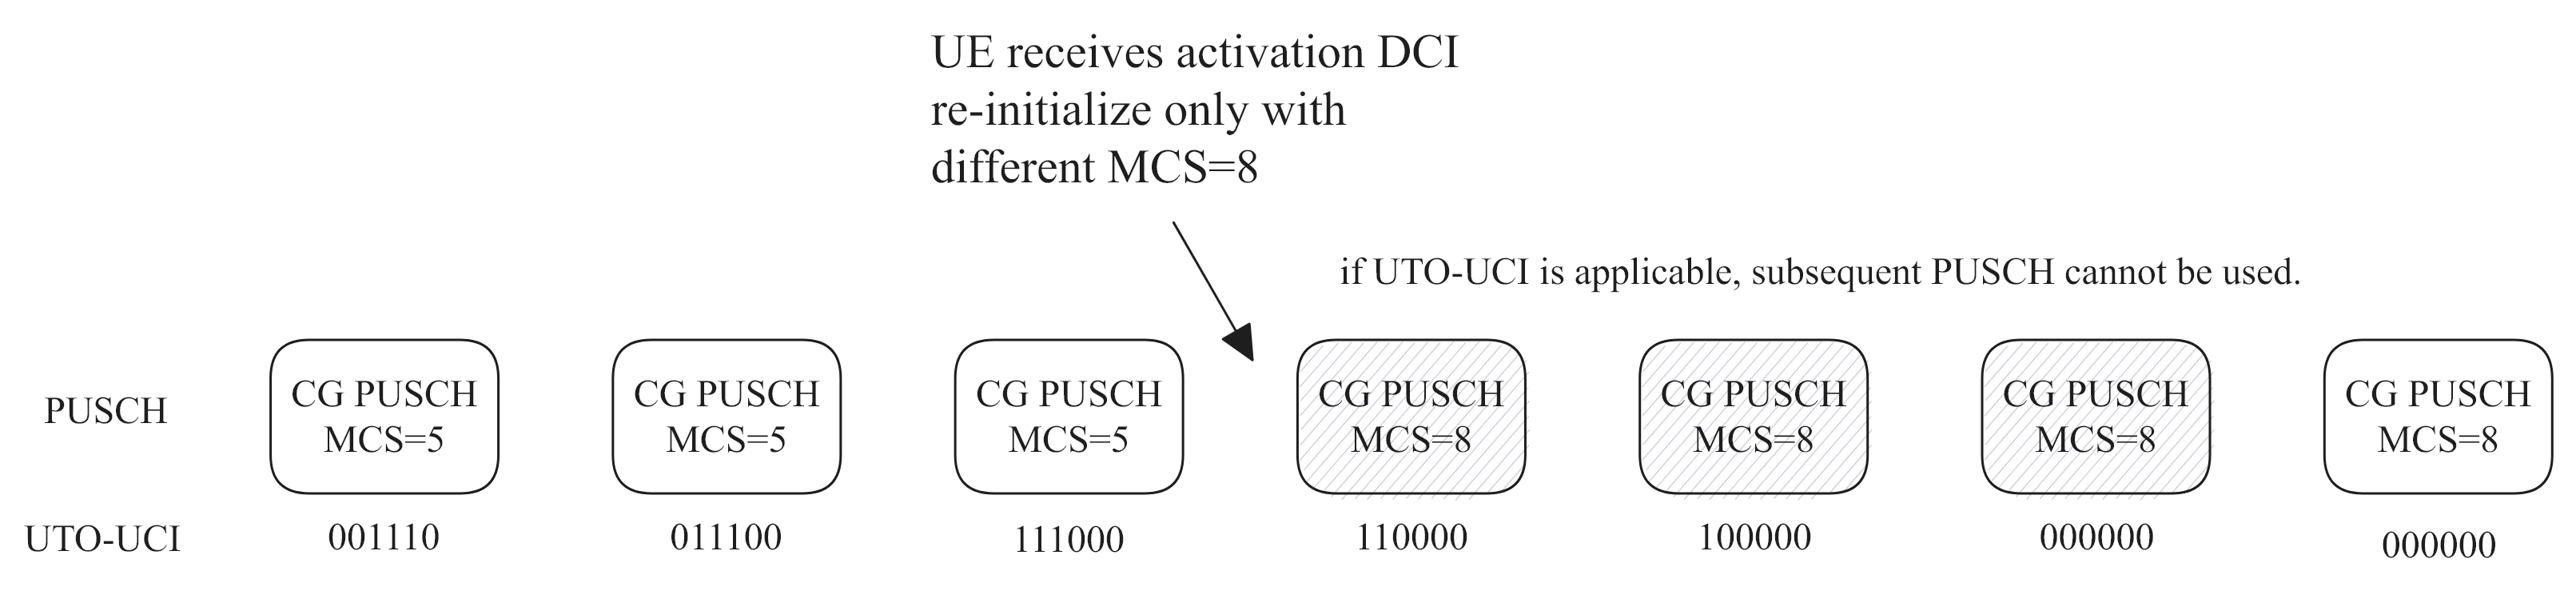 UE receives activation DCI
re-initialize only with
different MCS=8
if UTO-UCI is applicable, subsequent PUSCH cannot be used.
PUSCH
CG PUSCH
MCS=5
CG PUSCH
MCS=5
CG PUSCH
MCS=5
CG PUSCH
MCS=8
CG PUSCH
MCS=8
CG PUSCH
MCS=8
CG PUSCH
MCS=8
UTO-UCI
001110
011100
111000
110000
100000
000000
000000